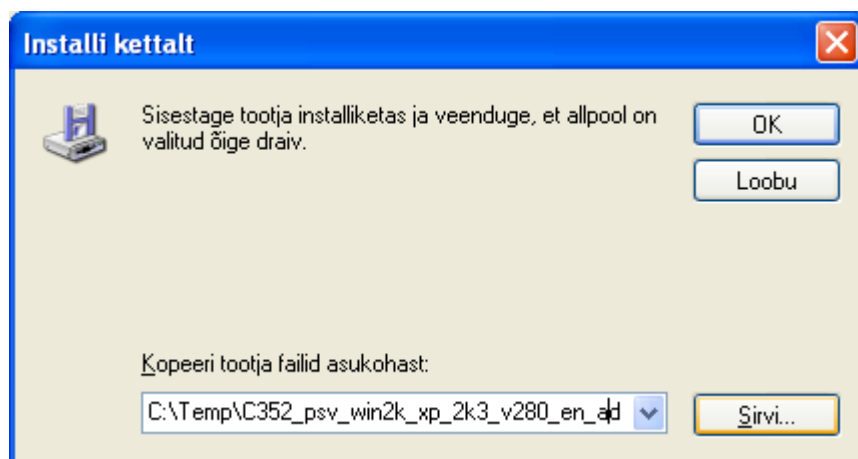 Installi kettalt
Sisestage tootja installiketas ja veenduge, et allpool on
valitud õige draiv.
OK
Loobu
Kopeeri tootja failid asukohast:
C:\Temp\C352_psv_win2k_xp_2k3_v280_en_ad
Sirvi...